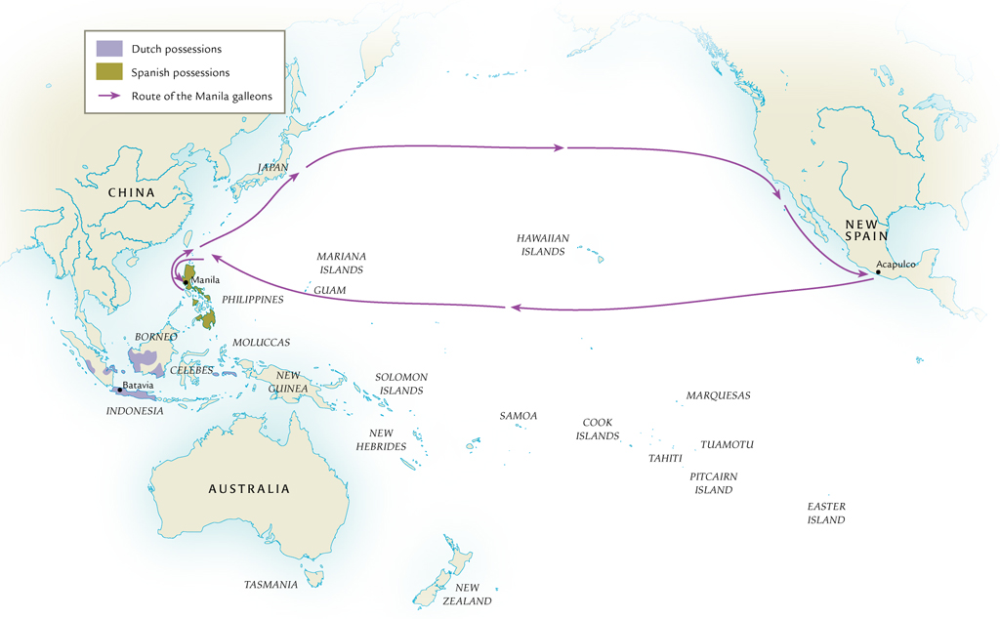 Dutch possessions
Spanish possessions
Route of the Manila galleons
JAPAN
CHINA
NEW
SPAIN
HAWAIIAN
ISLANDS
MARIANA
ISLANDS
Acapulco
Manila
GUAM
PHILIPPINES
BORNEO
MOLUCCAS
CELEBES
NEW
GUINEA
SOLOMON
ISLANDS
Batavia
MARQUESAS
INDONESIA
SAMOA
COOK
ISLANDS
NEW
HEBRIDES
TUAMOTU
TAHITI
PITCAIRN
ISLAND
AUSTRALIA
EASTER
ISLAND
TASMANIA
NEW
ZEALAND